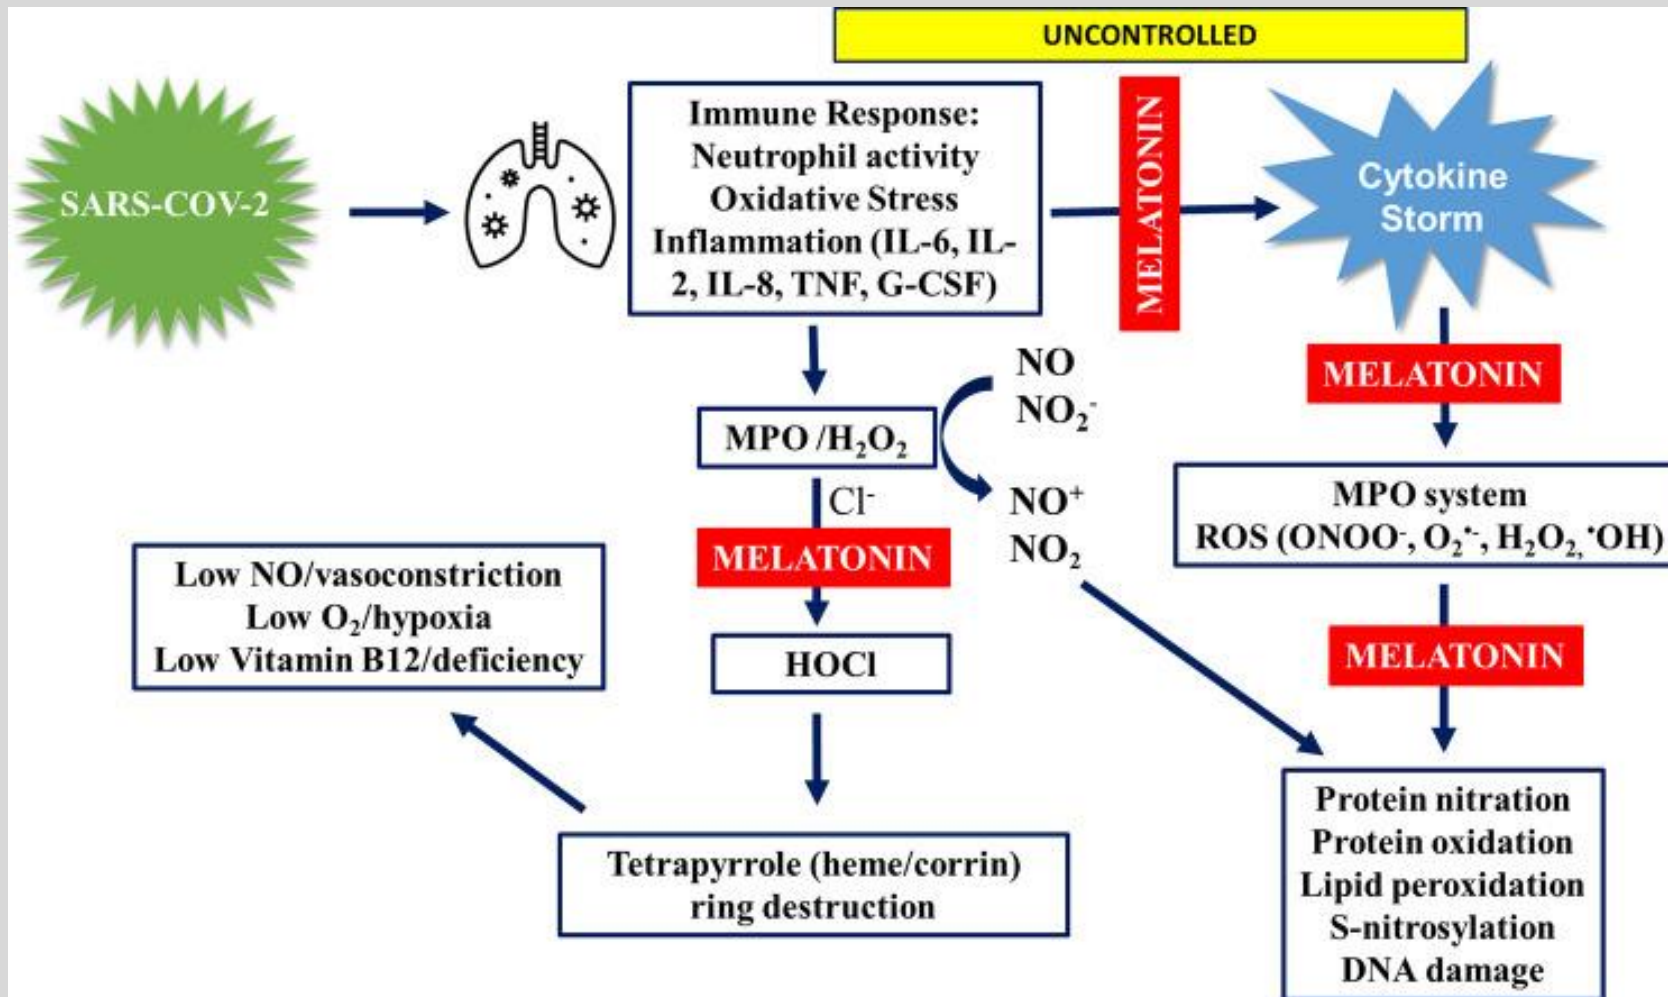 UNCONTROLLED
SARS-COV-2
Immune Response:
Neutrophil activity
Oxidative Stress
Inflammation (IL-6, IL-
2, IL-8, TNF, G-CSF)
MELATONIN
Cytokine
Storm
MELATONIN
NO
NO₂⁻
MPO /H₂O₂
Cl⁻
NO⁺
NO₂
MPO system
ROS (ONOO⁻, O₂•⁻, H₂O₂, •OH)
MELATONIN
MELATONIN
Low NO/vasoconstriction
Low O₂/hypoxia
Low Vitamin B12/deficiency
HOCl
Protein nitration
Protein oxidation
Lipid peroxidation
S-nitrosylation
DNA damage
Tetrapyrrole (heme/corrin)
ring destruction